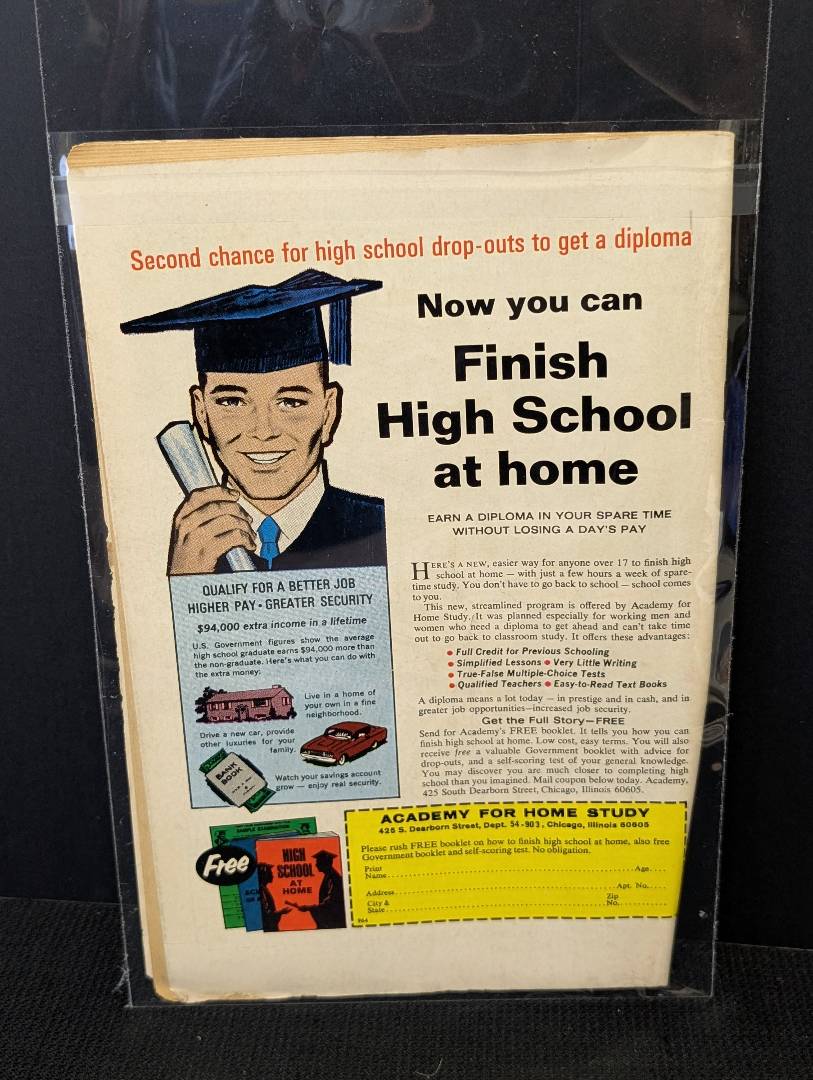 Second chance for high school drop-outs to get a diploma
Now you can
Finish
High School
at home
EARN A DIPLOMA IN YOUR SPARE TIME
WITHOUT LOSING A DAY'S PAY
HERE'S A NEW, easier way for anyone over 17 to finish high
school at home — with just a few hours a week of spare-
time study. You don't have to go back to school — school comes
to you.
This new, streamlined program is offered by Academy for
Home Study. It was planned especially for working men and
women who need a diploma to get ahead and can't take time
out to go back to classroom study. It offers these advantages:
• Full Credit for Previous Schooling
• Simplified Lessons • Very Little Writing
• True-False Multiple-Choice Tests
• Qualified Teachers • Easy-to-Read Text Books
A diploma means a lot today — in prestige and in cash, and in
greater job opportunities—increased job security.
Get the Full Story—FREE
Send for Academy's FREE booklet. It tells you how you can
finish high school at home. Low cost, easy terms. You will also
receive free a valuable Government booklet with advice for
drop-outs, and a self-scoring test of your general knowledge.
You may discover you are much closer to completing high
school than you imagined. Mail coupon below today. Academy,
425 South Dearborn Street, Chicago, Illinois 60605.
QUALIFY FOR A BETTER JOB
HIGHER PAY • GREATER SECURITY
$94,000 extra income in a lifetime
U.S. Government figures show the average
high school graduate earns $94,000 more than
the non-graduate. Here's what you can do with
the extra money:
Live in a home of
your own in a fine
neighborhood.
Drive a new car, provide
other luxuries for your
family.
BANK
BOOK
Watch your savings account
grow — enjoy real security.
Free
SAMPLE EXAMINATION
HIGH
SCHOOL
AT
HOME
ACADEMY FOR HOME STUDY
425 S. Dearborn Street, Dept. 54-903, Chicago, Illinois 60605
Please rush FREE booklet on how to finish high school at home, also free
Government booklet and self-scoring test. No obligation.
Print
Name Age
Address Apt. No.
City & Zip
State No.